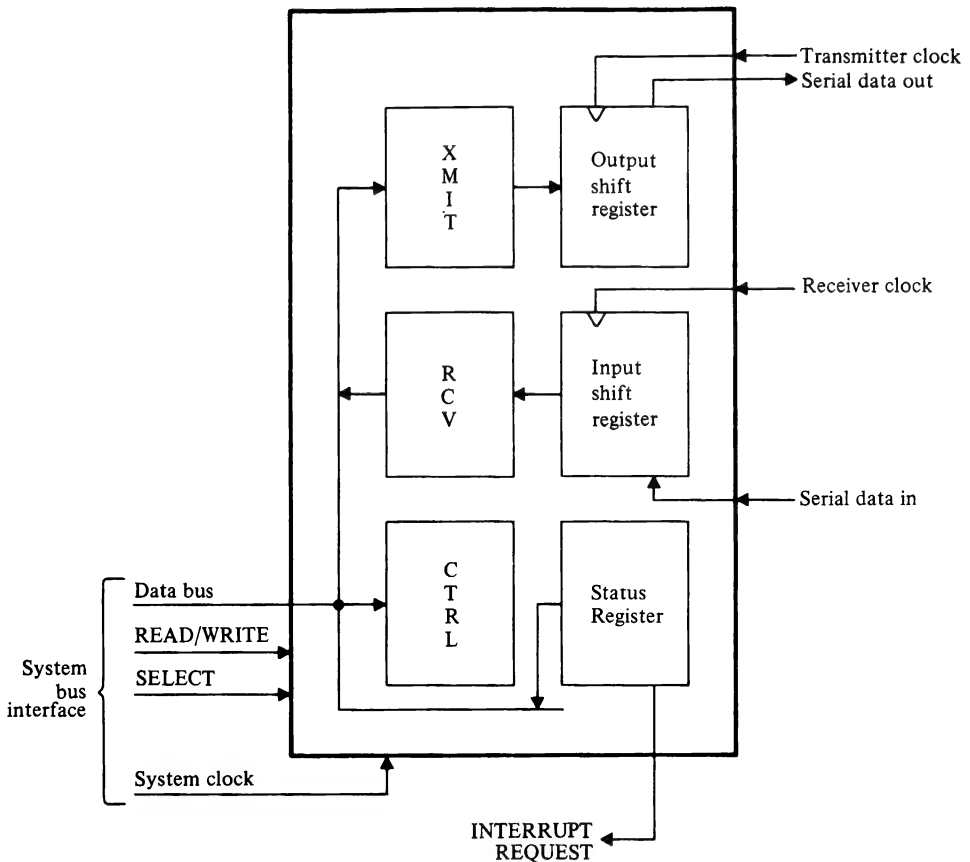 Transmitter clock
Serial data out
X
M
I
T
Output
shift
register
Receiver clock
R
C
V
Input
shift
register
Serial data in
C
T
R
L
Status
Register
System
bus
interface
Data bus
READ/WRITE
SELECT
System clock
INTERRUPT
REQUEST